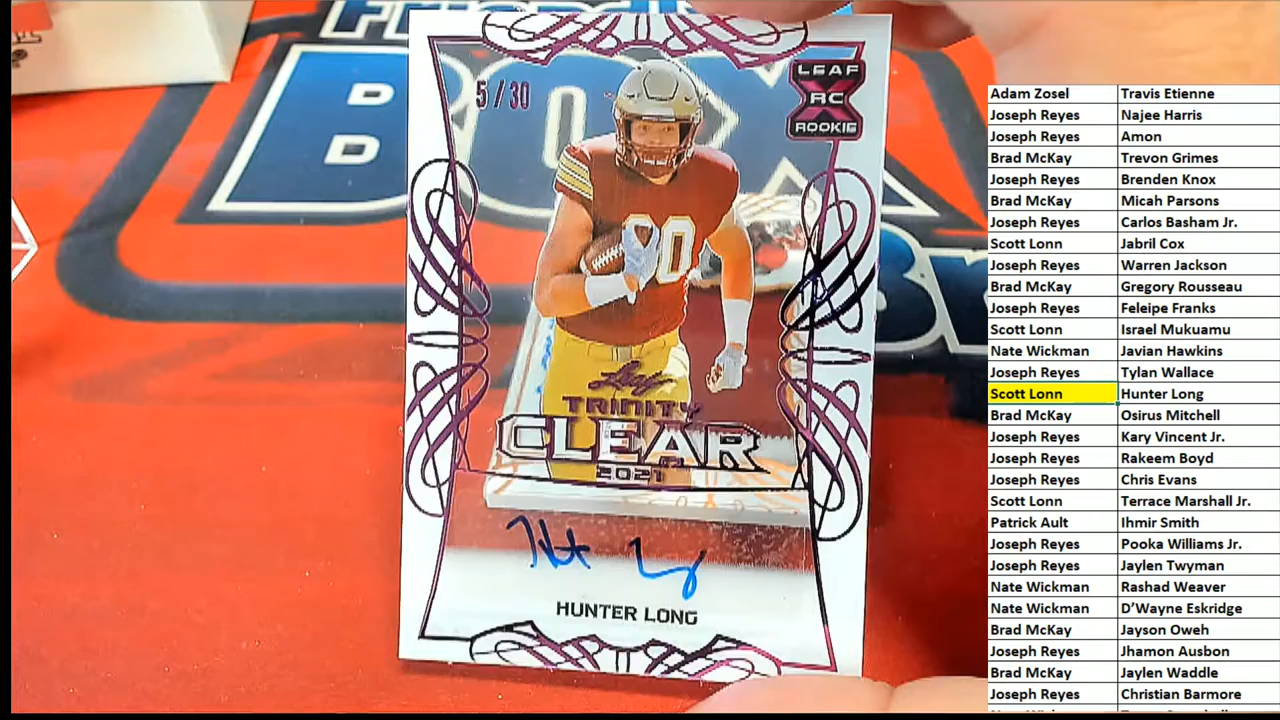 BOX
5 / 30
LEAF
RC
ROOKIE
80
Leaf
TRINITY
CLEAR
2021
HUNTER LONG
Adam Zosel Travis Etienne
Joseph Reyes Najee Harris
Joseph Reyes Amon
Brad McKay Trevon Grimes
Joseph Reyes Brenden Knox
Brad McKay Micah Parsons
Joseph Reyes Carlos Basham Jr.
Scott Lonn Jabril Cox
Joseph Reyes Warren Jackson
Brad McKay Gregory Rousseau
Joseph Reyes Feleipe Franks
Scott Lonn Israel Mukuamu
Nate Wickman Javian Hawkins
Joseph Reyes Tylan Wallace
Scott Lonn Hunter Long
Brad McKay Osirus Mitchell
Joseph Reyes Kary Vincent Jr.
Joseph Reyes Rakeem Boyd
Joseph Reyes Chris Evans
Scott Lonn Terrace Marshall Jr.
Patrick Ault Ihmir Smith
Joseph Reyes Pooka Williams Jr.
Joseph Reyes Jaylen Twyman
Nate Wickman Rashad Weaver
Nate Wickman D’Wayne Eskridge
Brad McKay Jayson Oweh
Joseph Reyes Jhamon Ausbon
Brad McKay Jaylen Waddle
Joseph Reyes Christian Barmore